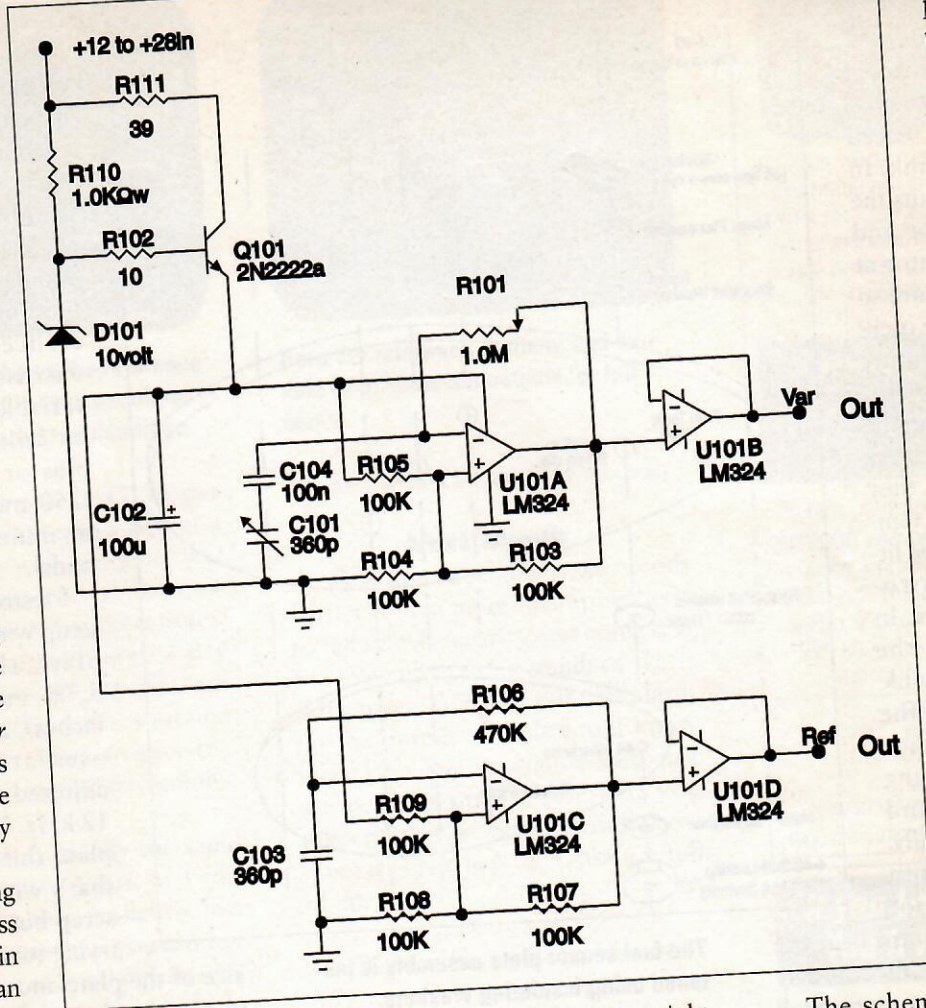 +12 to +28in
R111
39
R110
1.0KΩw
R102
10
Q101
2N2222a
D101
10volt
R101
1.0M
C102
+
100u
C104
100n
C101
360p
R105
100K
−
+
U101A
LM324
−
+
U101B
LM324
Var Out
R104
100K
R103
100K
R106
470K
C103
360p
R109
100K
−
+
U101C
LM324
−
+
U101D
LM324
Ref Out
R108
100K
R107
100K
The schem